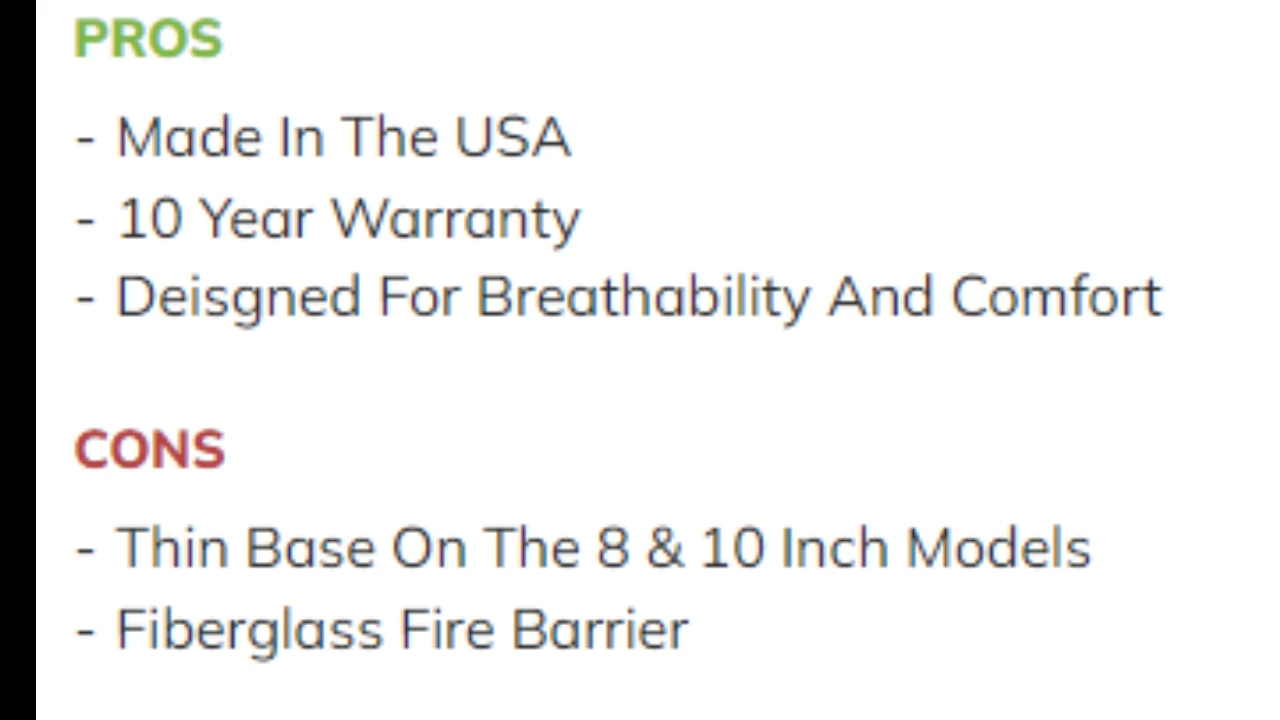 PROS
- Made In The USA
- 10 Year Warranty
- Deisgned For Breathability And Comfort
CONS
- Thin Base On The 8 & 10 Inch Models
- Fiberglass Fire Barrier